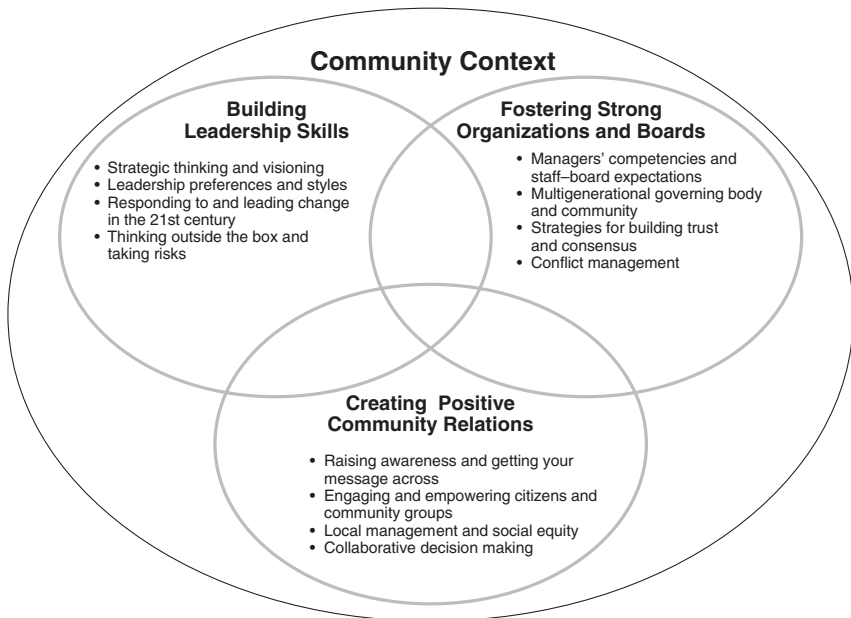 Community Context
Building
Leadership Skills
• Strategic thinking and visioning
• Leadership preferences and styles
• Responding to and leading change
in the 21st century
• Thinking outside the box and
taking risks
Fostering Strong
Organizations and Boards
• Managers’ competencies and
staff–board expectations
• Multigenerational governing body
and community
• Strategies for building trust
and consensus
• Conflict management
Creating Positive
Community Relations
• Raising awareness and getting your
message across
• Engaging and empowering citizens and
community groups
• Local management and social equity
• Collaborative decision making